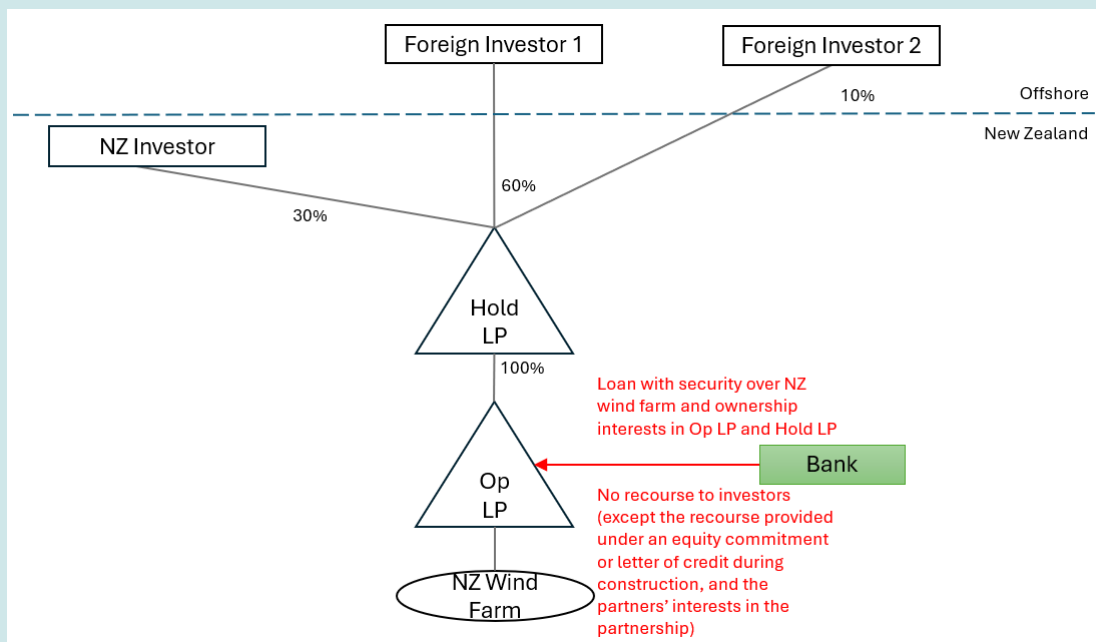 Foreign Investor 1
Foreign Investor 2
10%
Offshore
New Zealand
NZ Investor
60%
30%
Hold
LP
100%
Loan with security over NZ
wind farm and ownership
interests in Op LP and Hold LP
Bank
Op
LP
No recourse to investors
(except the recourse provided
under an equity commitment
or letter of credit during
construction, and the
partners’ interests in the
partnership)
NZ Wind
Farm